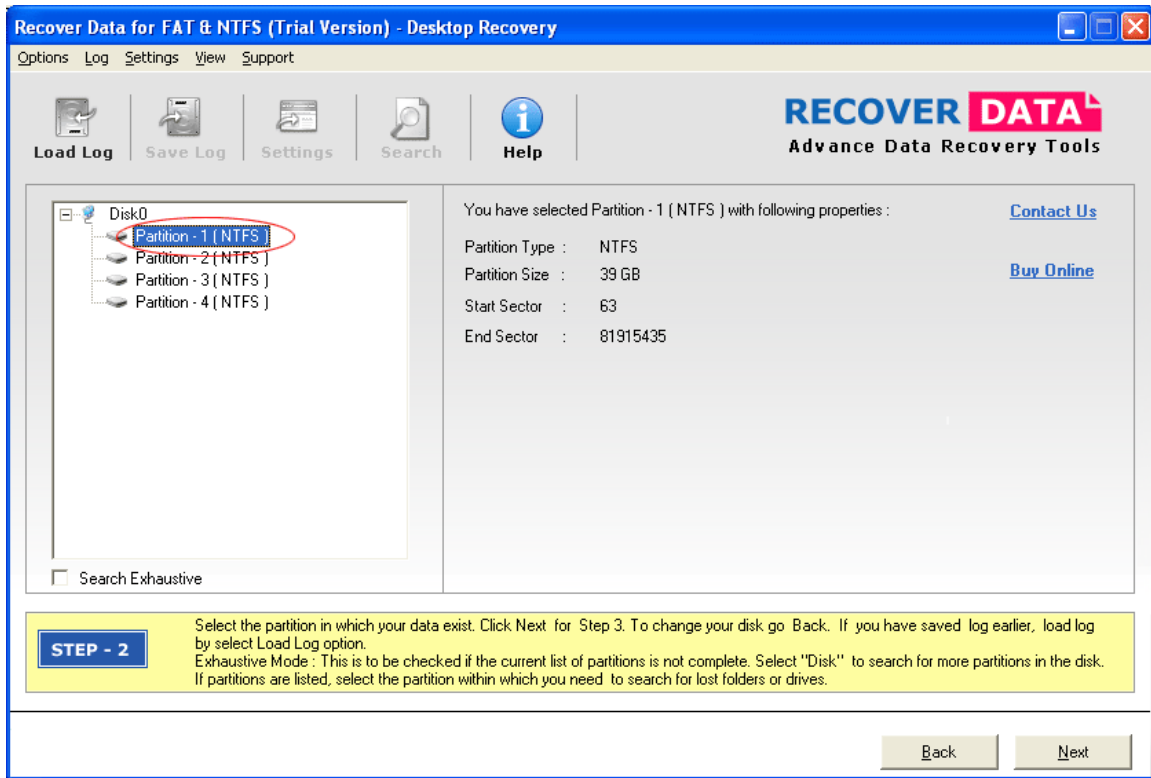 Recover Data for FAT & NTFS (Trial Version) - Desktop Recovery
Options Log Settings View Support
Load Log Save Log Settings Search Help
RECOVER DATA
Advance Data Recovery Tools
Disk0
Partition - 1 ( NTFS )
Partition - 2 ( NTFS )
Partition - 3 ( NTFS )
Partition - 4 ( NTFS )
Search Exhaustive
You have selected Partition - 1 ( NTFS ) with following properties :
Partition Type : NTFS
Partition Size : 39 GB
Start Sector : 63
End Sector : 81915435
Contact Us
Buy Online
STEP - 2
Select the partition in which your data exist. Click Next for Step 3. To change your disk go Back. If you have saved log earlier, load log
by select Load Log option.
Exhaustive Mode : This is to be checked if the current list of partitions is not complete. Select "Disk" to search for more partitions in the disk.
If partitions are listed, select the partition within which you need to search for lost folders or drives.
Back Next